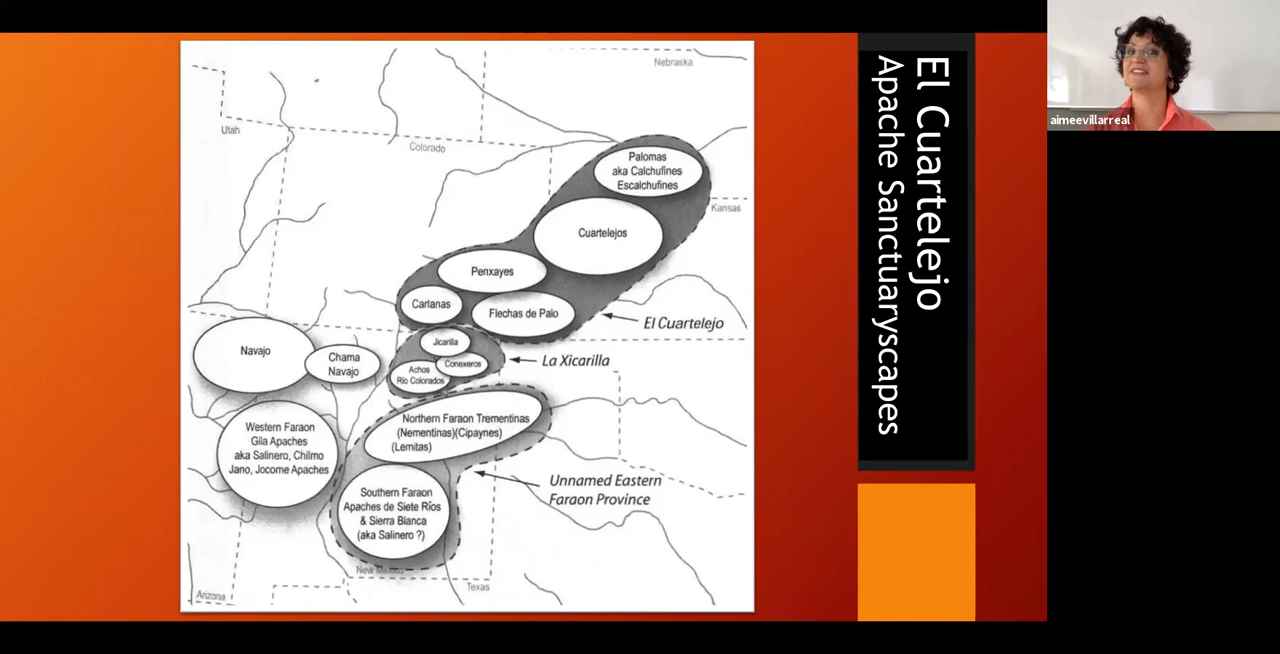 Nebraska
Utah
Colorado
Palomas
aka Calchufines
Escalchufines
Kansas
Cuartelejos
Penxayes
Carlanas
Flechas de Palo
El Cuartelejo
Jicarilla
La Xicarilla
Conexeros
Achos
Río Colorados
Navajo
Chama
Navajo
Northern Faraon Trementinas
(Nementinas)(Cipaynes)
(Lemitas)
Western Faraon
Gila Apaches
aka Salinero, Chilmo
Jano, Jocome Apaches
Unnamed Eastern
Faraon Province
Southern Faraon
Apaches de Siete Ríos
& Sierra Blanca
(aka Salinero ?)
New Mexico
Texas
Arizona
El Cuartelejo
Apache Sanctuaryscapes
aimeevillarreal